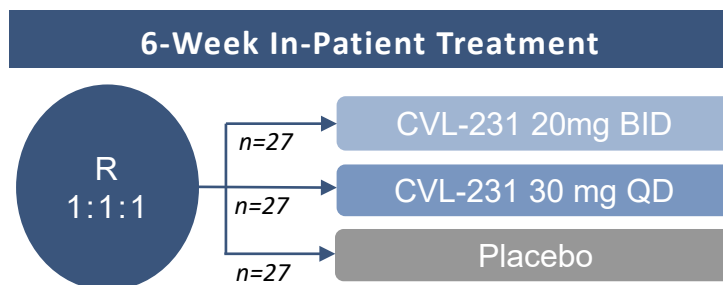 6-Week In-Patient Treatment
R
1:1:1
n=27
CVL-231 20mg BID
n=27
CVL-231 30 mg QD
n=27
Placebo